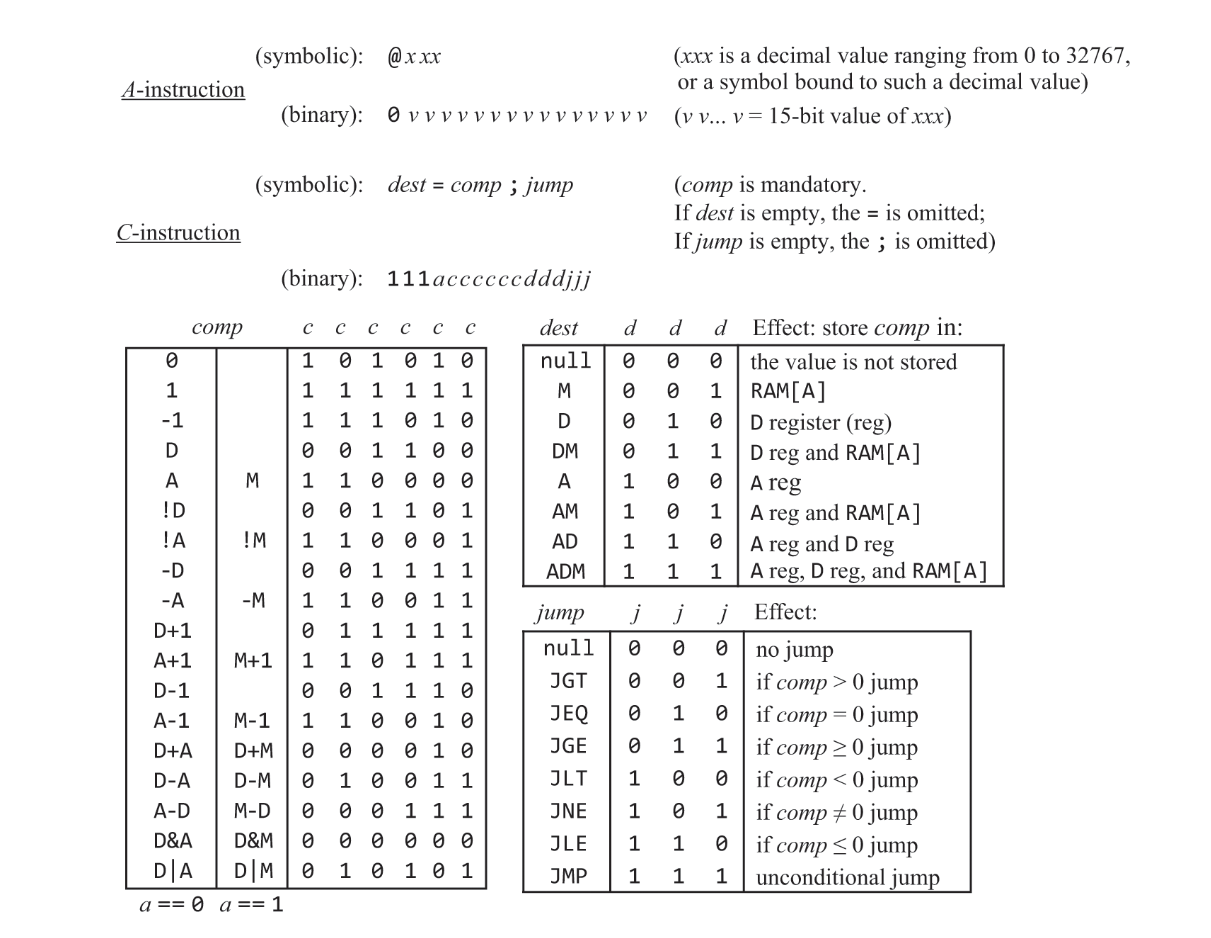 (symbolic): @xxx (xxx is a decimal value ranging from 0 to 32767,
or a symbol bound to such a decimal value)
A-instruction
(binary): 0 v v v v v v v v v v v v v v v (v v... v = 15-bit value of xxx)
(symbolic): dest = comp ; jump (comp is mandatory.
If dest is empty, the = is omitted;
If jump is empty, the ; is omitted)
C-instruction
(binary): 111accccccdddjjj
comp c c c c c c
0 1 0 1 0 1 0
1 1 1 1 1 1 1
-1 1 1 1 0 1 0
D 0 0 1 1 0 0
A M 1 1 0 0 0 0
!D 0 0 1 1 0 1
!A !M 1 1 0 0 0 1
-D 0 0 1 1 1 1
-A -M 1 1 0 0 1 1
D+1 0 1 1 1 1 1
A+1 M+1 1 1 0 1 1 1
D-1 0 0 1 1 1 0
A-1 M-1 1 1 0 0 1 0
D+A D+M 0 0 0 0 1 0
D-A D-M 0 1 0 0 1 1
A-D M-D 0 0 0 1 1 1
D&A D&M 0 0 0 0 0 0
D|A D|M 0 1 0 1 0 1
a == 0 a == 1
dest d d d Effect: store comp in:
null 0 0 0 the value is not stored
M 0 0 1 RAM[A]
D 0 1 0 D register (reg)
DM 0 1 1 D reg and RAM[A]
A 1 0 0 A reg
AM 1 0 1 A reg and RAM[A]
AD 1 1 0 A reg and D reg
ADM 1 1 1 A reg, D reg, and RAM[A]
jump j j j Effect:
null 0 0 0 no jump
JGT 0 0 1 if comp > 0 jump
JEQ 0 1 0 if comp = 0 jump
JGE 0 1 1 if comp ≥ 0 jump
JLT 1 0 0 if comp < 0 jump
JNE 1 0 1 if comp ≠ 0 jump
JLE 1 1 0 if comp ≤ 0 jump
JMP 1 1 1 unconditional jump